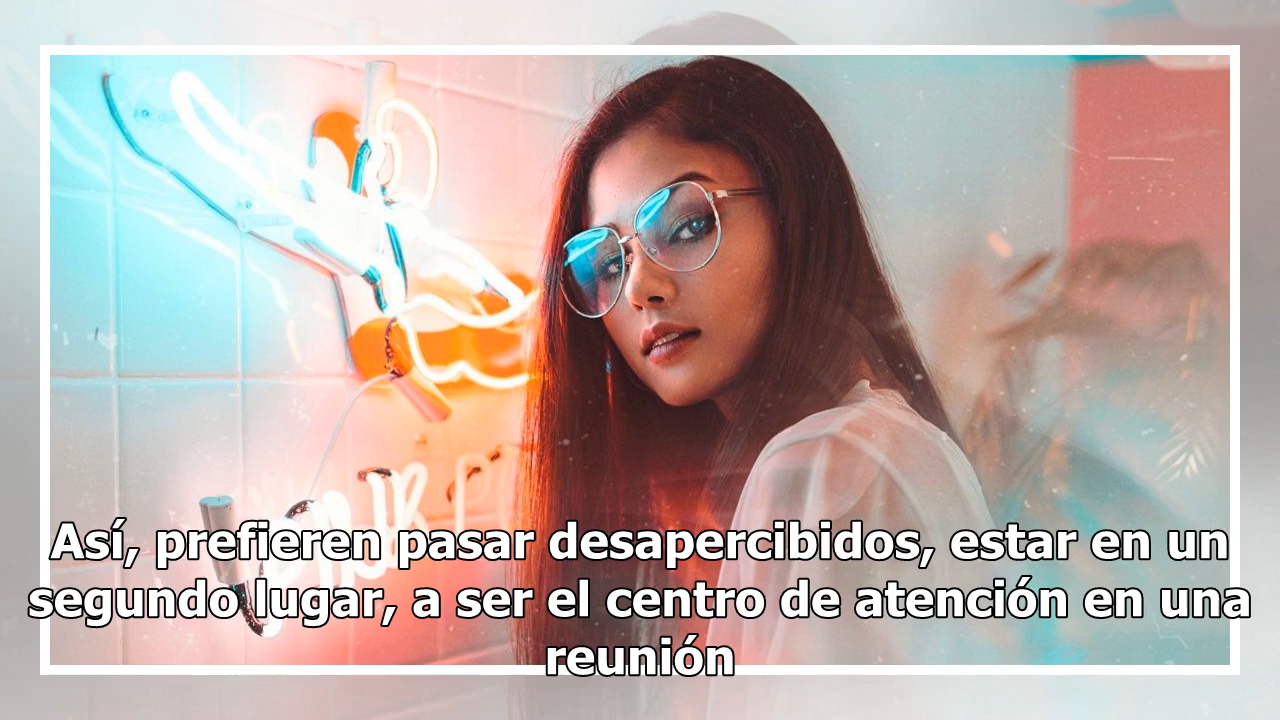 Así, prefieren pasar desapercibidos, estar en un
segundo lugar, a ser el centro de atención en una
reunión